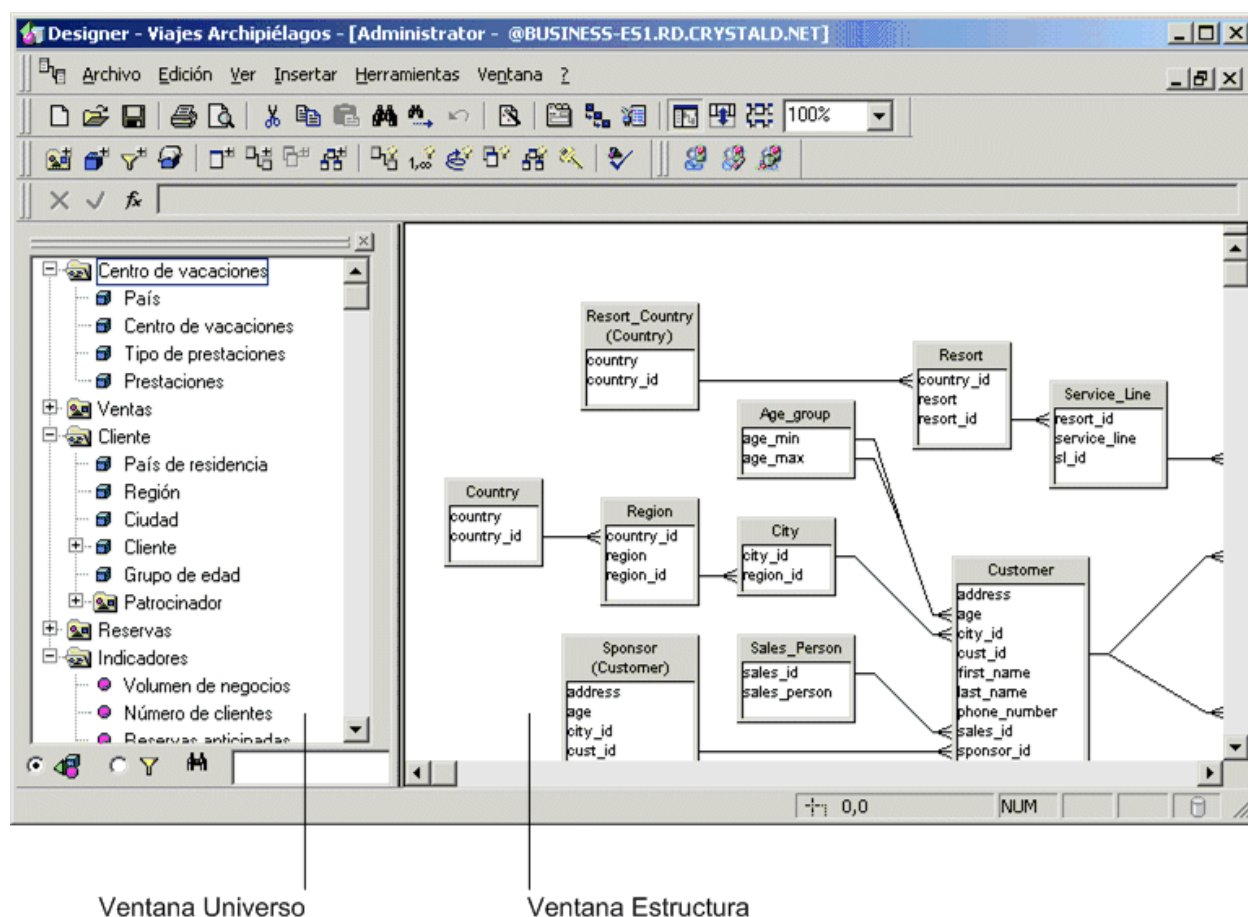 Designer - Viajes Archipiélagos - [Administrator - @BUSINESS-ES1.RD.CRYSTALD.NET]
Archivo Edición Ver Insertar Herramientas Ventana ?
100%
fx
Centro de vacaciones
País
Centro de vacaciones
Tipo de prestaciones
Prestaciones
Ventas
Cliente
País de residencia
Región
Ciudad
Cliente
Grupo de edad
Patrocinador
Reservas
Indicadores
Volumen de negocios
Número de clientes
Reservas anticipadas
Resort_Country
(Country)
country
country_id
Resort
country_id
resort
resort_id
Service_Line
resort_id
service_line
sl_id
Age_group
age_min
age_max
Country
country
country_id
Region
country_id
region
region_id
City
city_id
region_id
Customer
address
age
city_id
cust_id
first_name
last_name
phone_number
sales_id
sponsor_id
Sponsor
(Customer)
address
age
city_id
cust_id
Sales_Person
sales_id
sales_person
0,0
NUM
Ventana Universo
Ventana Estructura